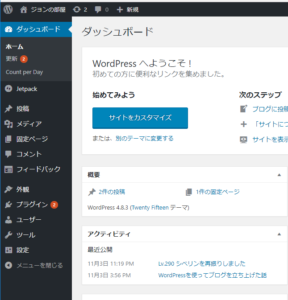 ジョンの部屋 2 0 新規
ダッシュボード
ホーム
更新 2
Count per Day
Jetpack
投稿
メディア
固定ページ
コメント
フィードバック
外観
プラグイン 2
ユーザー
ツール
設定
メニューを閉じる
ダッシュボード
WordPress へようこそ！
初めての方に便利なリンクを集めました。
始めてみよう
サイトをカスタマイズ
または、別のテーマに変更する
次のステップ
ブログに投稿
「サイトにつ
サイトを表示
概要
2件の投稿
1件の固定ページ
WordPress 4.8.3 (Twenty Fifteen テーマ)
アクティビティ
最近公開
11月3日 11:19 PM Lv.290 シベリンを再振りしました
11月3日 3:56 PM WordPressを使ってブログを立ち上げた話